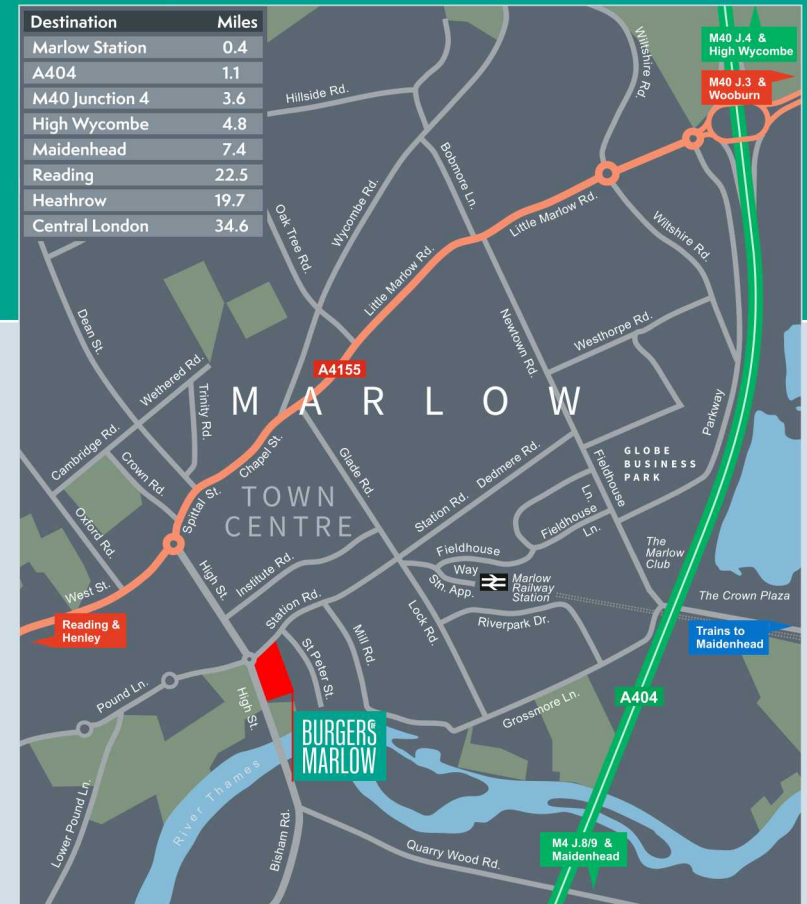 Destination Miles
Marlow Station 0.4
A404 1.1
M40 Junction 4 3.6
High Wycombe 4.8
Maidenhead 7.4
Reading 22.5
Heathrow 19.7
Central London 34.6
M40 J.4 &
High Wycombe
M40 J.3 &
Wooburn
Wiltshire Rd.
Hillside Rd.
Bobmore Ln.
Wycombe Rd.
Oak Tree Rd.
Little Marlow Rd.
Wiltshire Rd.
Little Marlow Rd.
Dean St.
Newtown Rd.
Westhorpe Rd.
A4155
Wethered Rd.
Trinity Rd.
MARLOW
Parkway
Cambridge Rd.
Crown Rd.
Chapel St.
Glade Rd.
Dedmere Rd.
GLOBE
BUSINESS
PARK
Fieldhouse
Ln.
Spittal St.
TOWN
CENTRE
Station Rd.
Oxford Rd.
Fieldhouse
Ln.
High St.
Institute Rd.
Fieldhouse
Way
Stn. App.
Marlow
Railway
Station
The
Marlow
Club
The Crown Plaza
West St.
Reading &
Henley
Station Rd.
Lock Rd.
Riverpark Dr.
Trains to
Maidenhead
St Peter St.
Mill Rd.
Pound Ln.
High St.
Grossmore Ln.
A404
BURGERS
MARLOW
River Thames
Lower Pound Ln.
Bisham Rd.
Quarry Wood Rd.
M4 J.8/9 &
Maidenhead